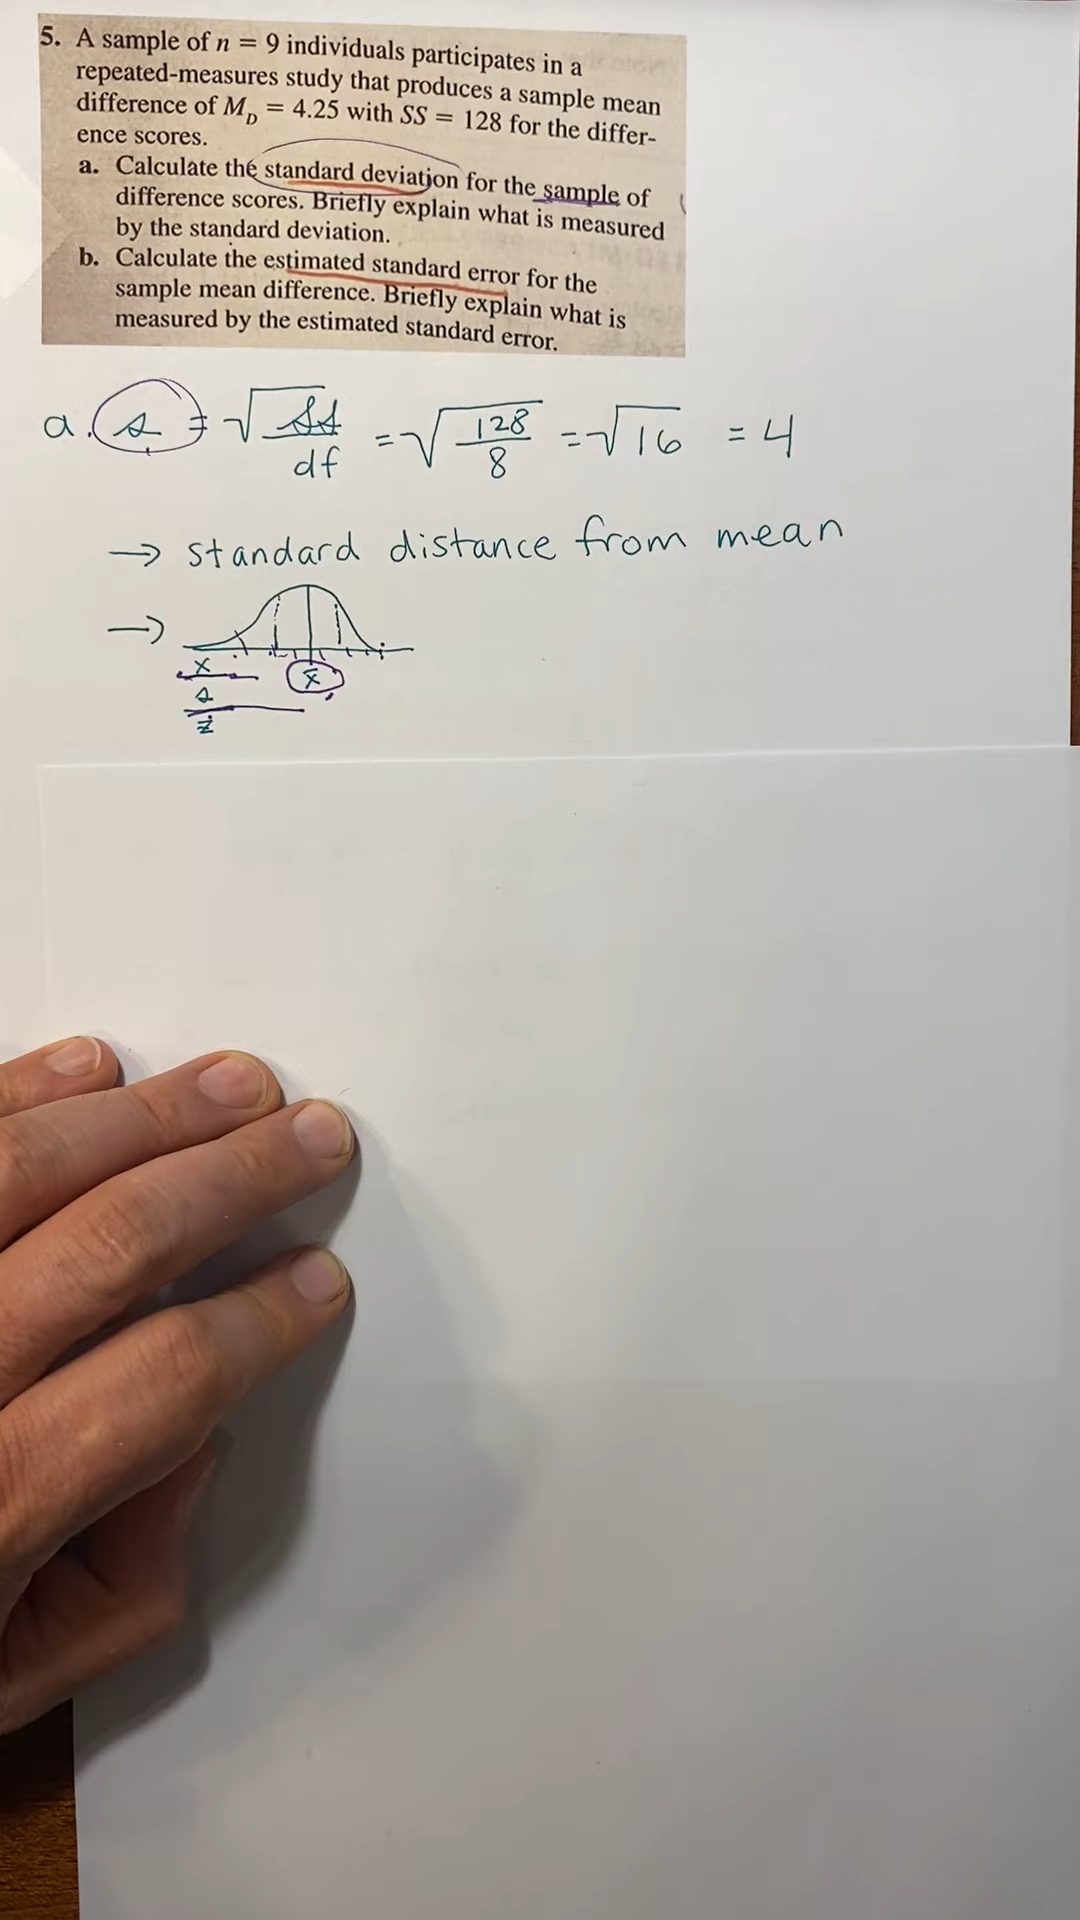 5. A sample of n = 9 individuals participates in a
repeated-measures study that produces a sample mean
difference of M_D = 4.25 with SS = 128 for the differ-
ence scores.
a. Calculate the standard deviation for the sample of
difference scores. Briefly explain what is measured
by the standard deviation.
b. Calculate the estimated standard error for the
sample mean difference. Briefly explain what is
measured by the estimated standard error.
a. s = √(SS/df) = √(128/8) = √16 = 4
→ standard distance from mean
→
x x̄
s
z